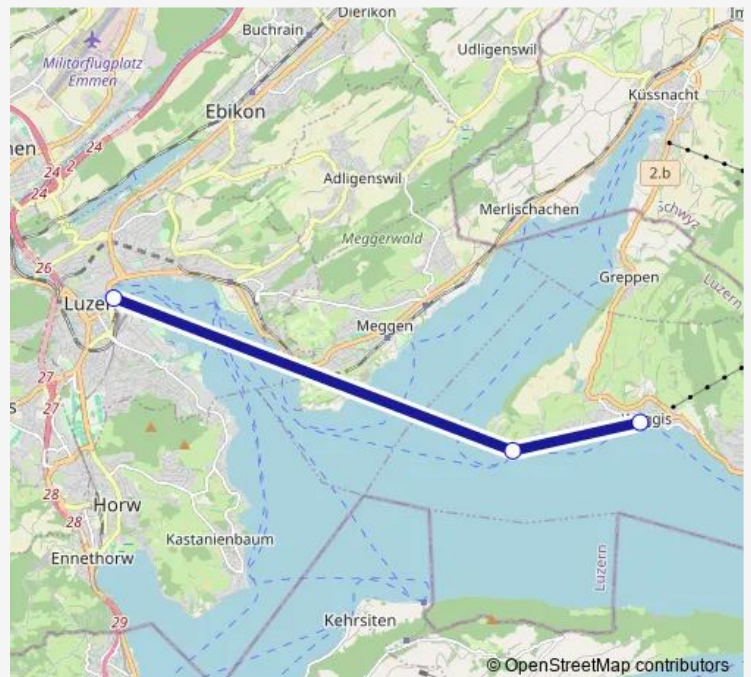 Dierikon
Buchrain
Udligenswil
Militärflugplatz
Emmen
Küssnacht
Ebikon
24
24
2
24
2.b
Adligenswil
Merlischachen
Schwyz
Meggerwald
26
Greppen
Luzern
Meggen
27
27
28
Horw
28
Kastanienbaum
Ennethorw
Luzern
29
Kehrsiten
© OpenStreetMap contributors